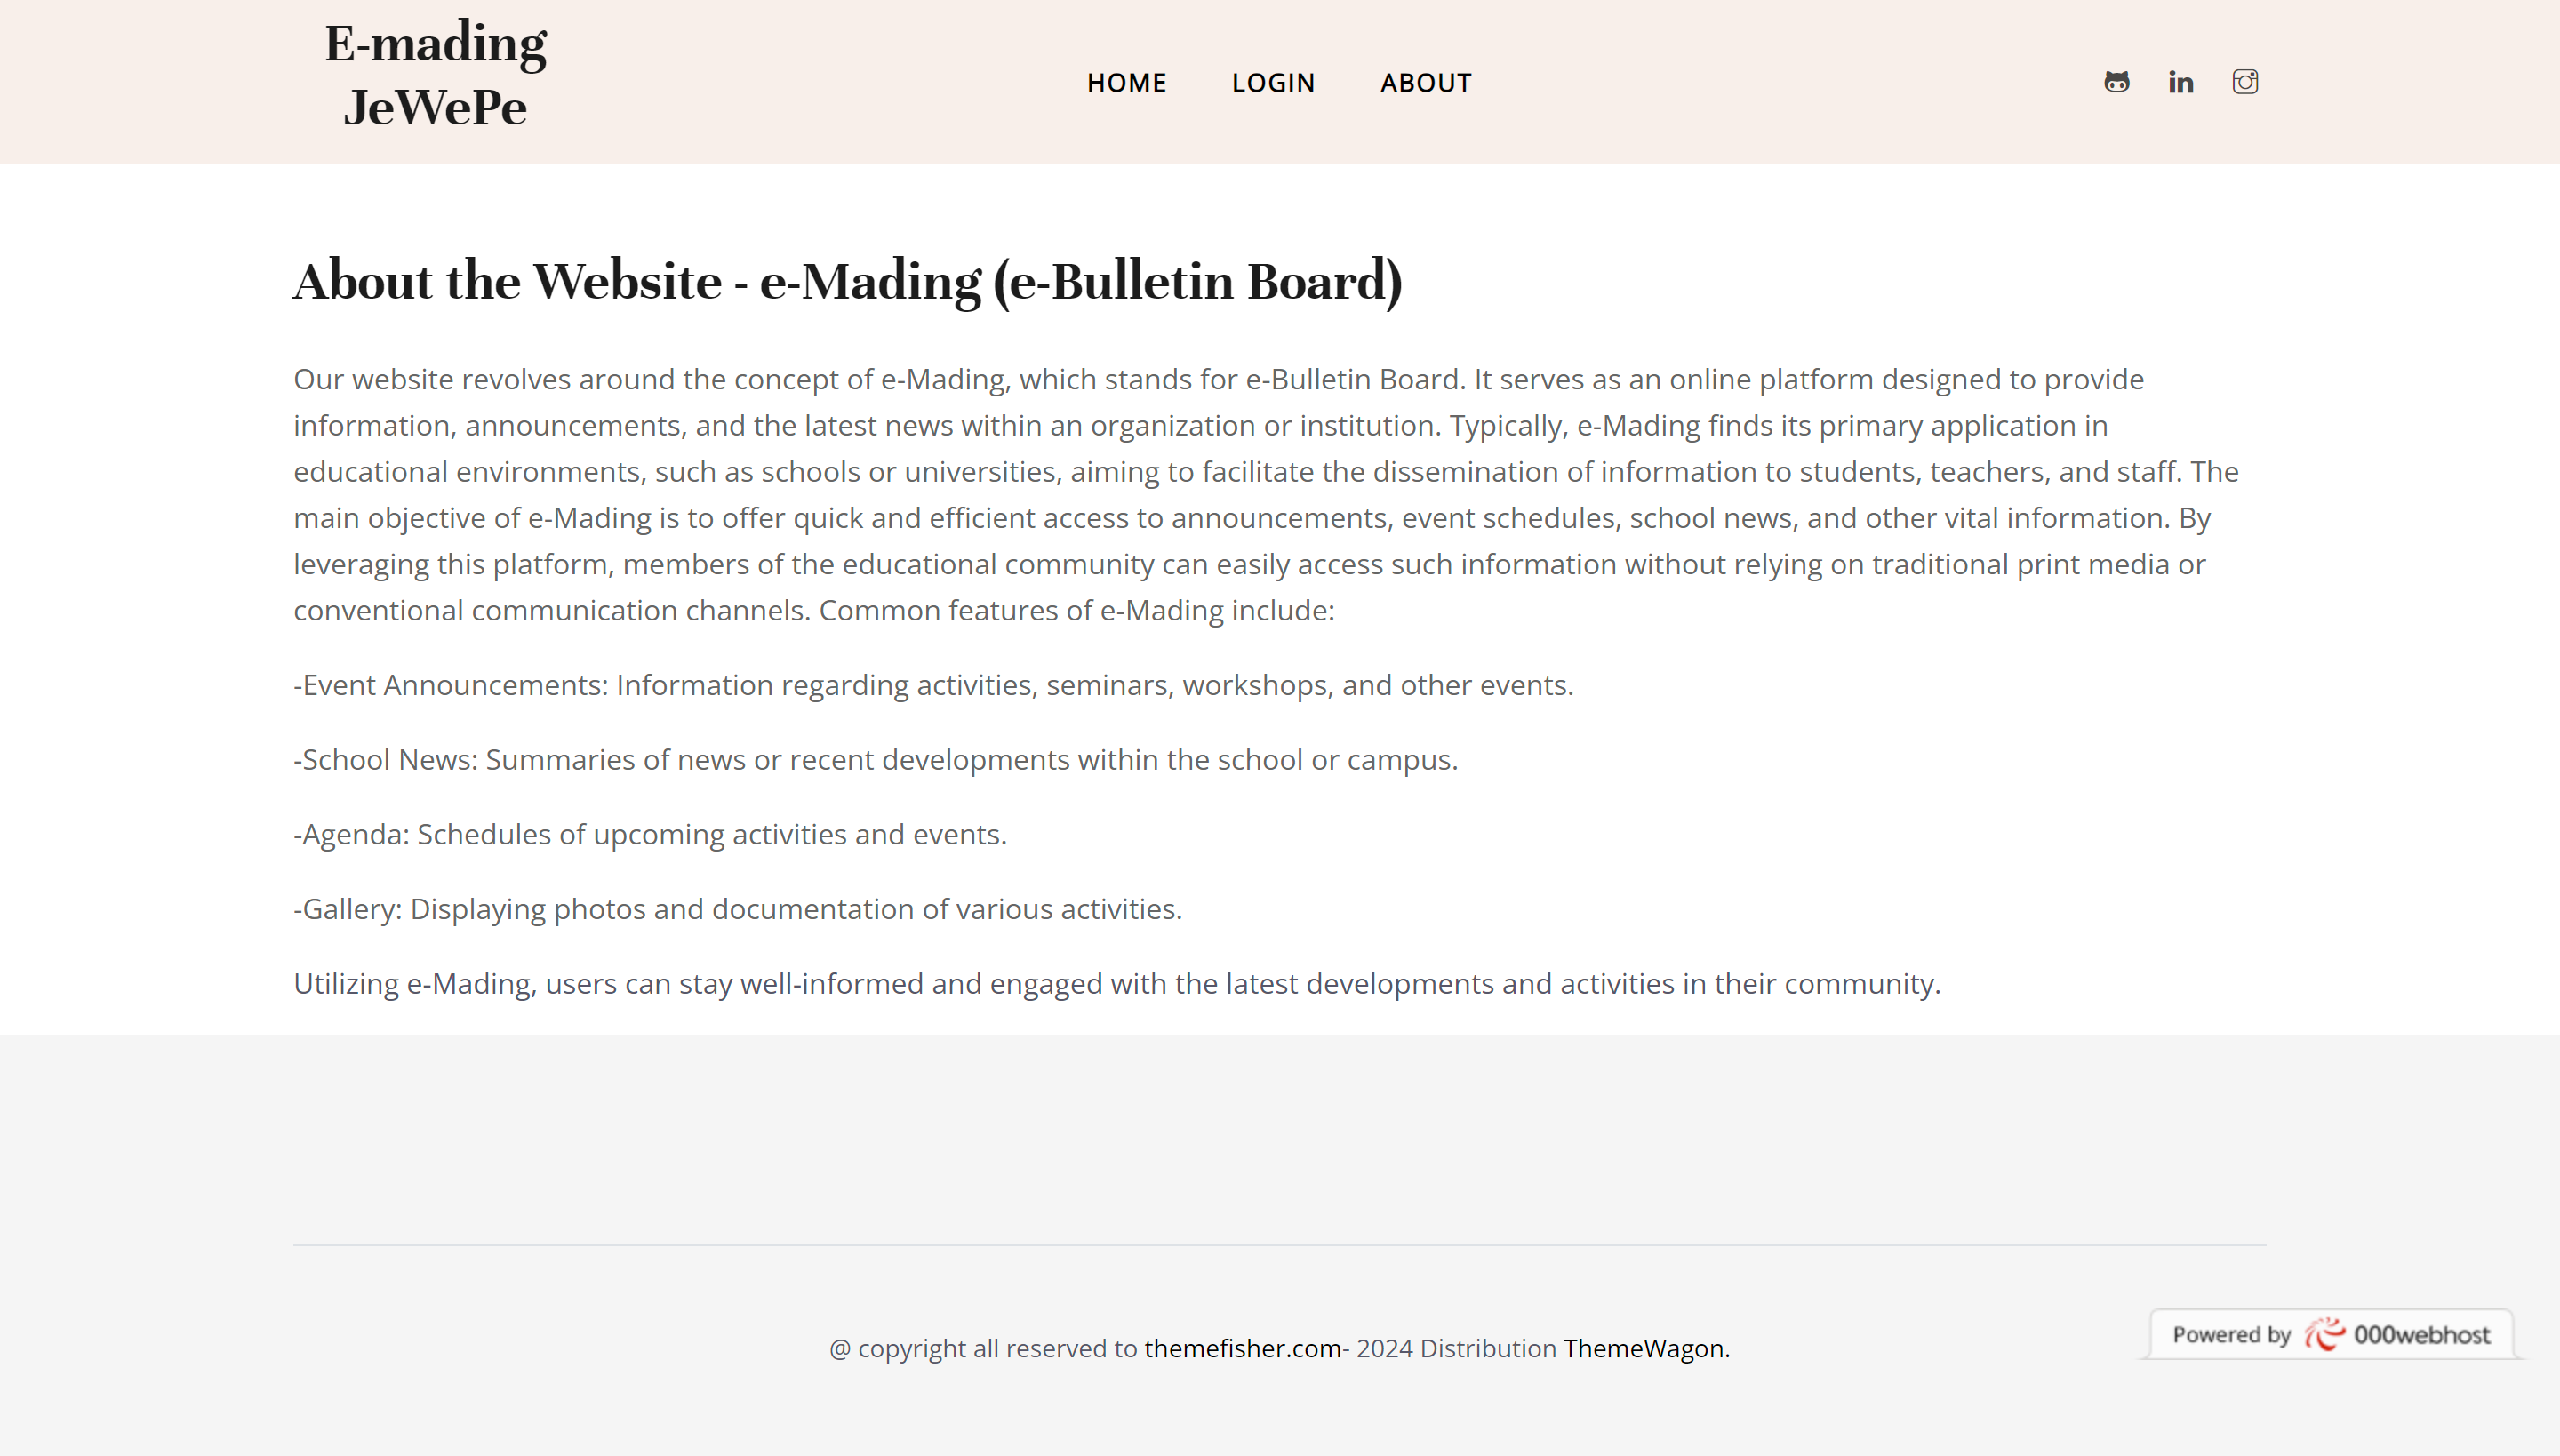 E-mading
JeWePe
HOME
LOGIN
ABOUT
in
About the Website - e-Mading (e-Bulletin Board)
Our website revolves around the concept of e-Mading, which stands for e-Bulletin Board. It serves as an online platform designed to provide
information, announcements, and the latest news within an organization or institution. Typically, e-Mading finds its primary application in
educational environments, such as schools or universities, aiming to facilitate the dissemination of information to students, teachers, and staff. The
main objective of e-Mading is to offer quick and efficient access to announcements, event schedules, school news, and other vital information. By
leveraging this platform, members of the educational community can easily access such information without relying on traditional print media or
conventional communication channels. Common features of e-Mading include:
-Event Announcements: Information regarding activities, seminars, workshops, and other events.
-School News: Summaries of news or recent developments within the school or campus.
-Agenda: Schedules of upcoming activities and events.
-Gallery: Displaying photos and documentation of various activities.
Utilizing e-Mading, users can stay well-informed and engaged with the latest developments and activities in their community.
@ copyright all reserved to themefisher.com- 2024 Distribution ThemeWagon.
Powered by 000webhost